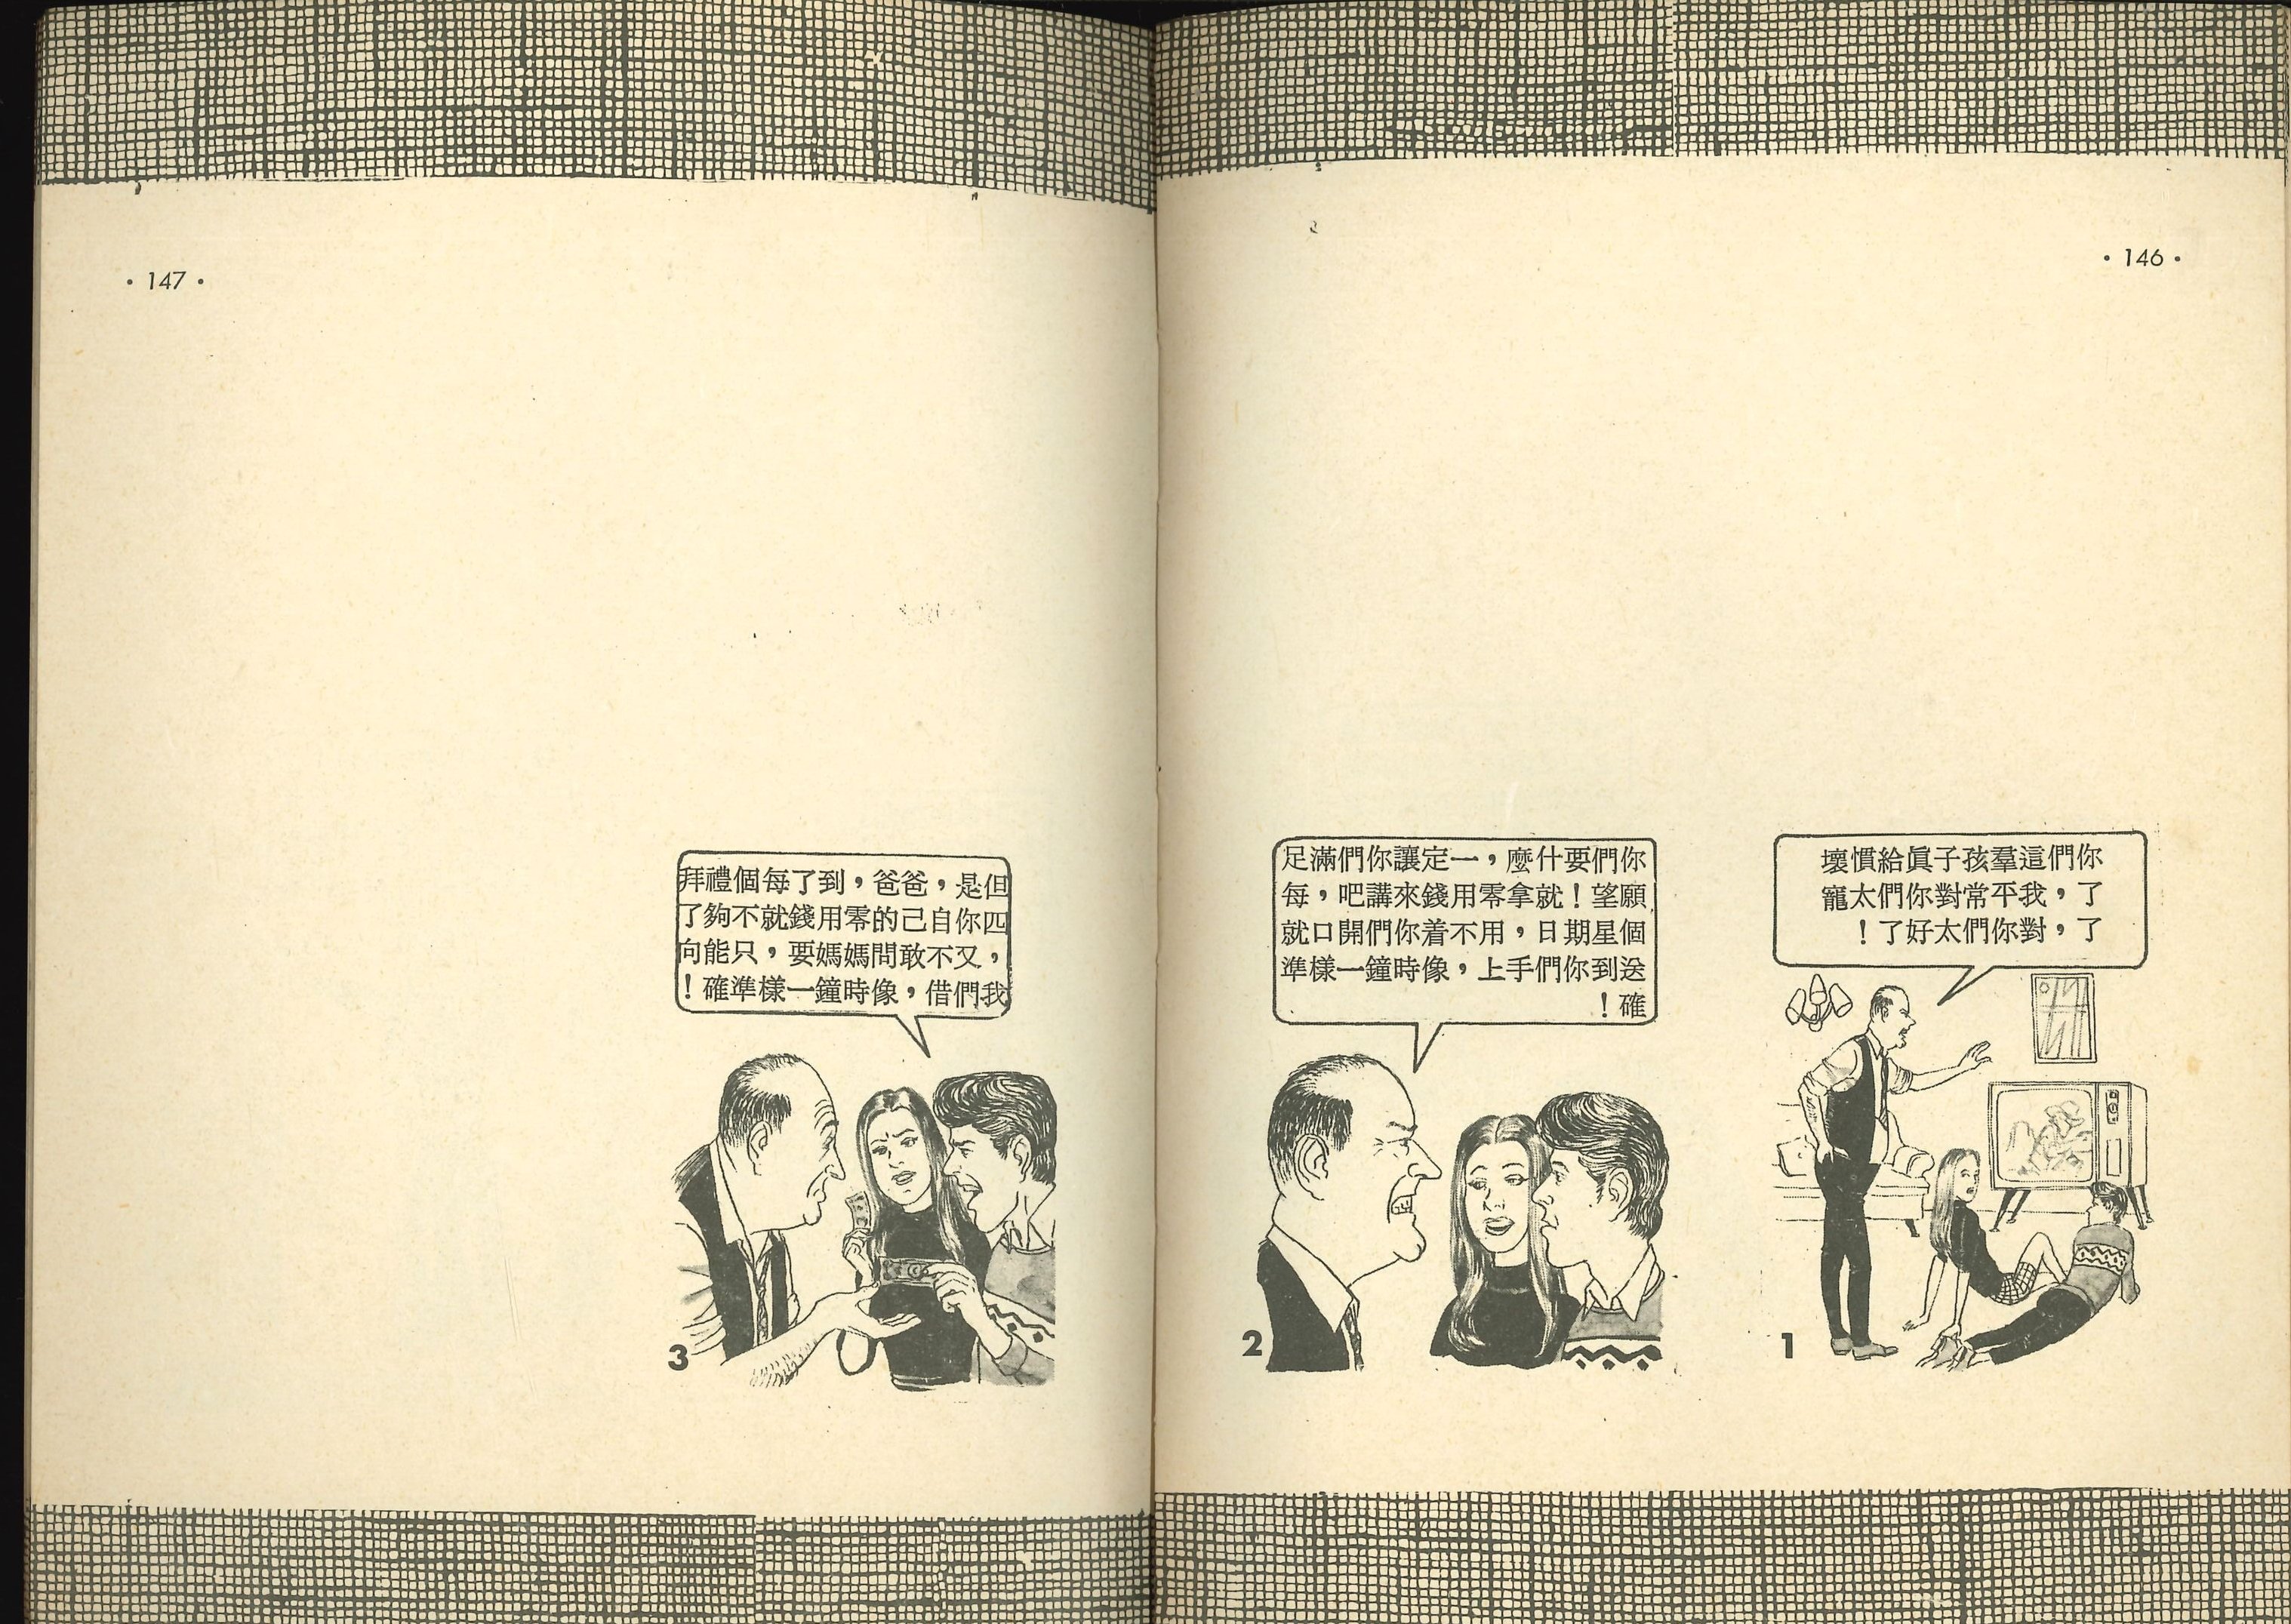 • 146 •
你們這羣孩子眞給慣壞
了，我平常對你們太寵
了，對你們太好了！
1
你們要什麼，一定讓你們滿足
願望！就拿零用錢來講吧，每
個星期日，用不着你們開口就
送到你們手上，像時鐘一樣準
確！
2
• 147 •
但是，爸爸，到了每個禮拜
四你自己的零用錢就不夠了
，又不敢問媽媽要，只能向
我們借，像時鐘一樣準確！
3